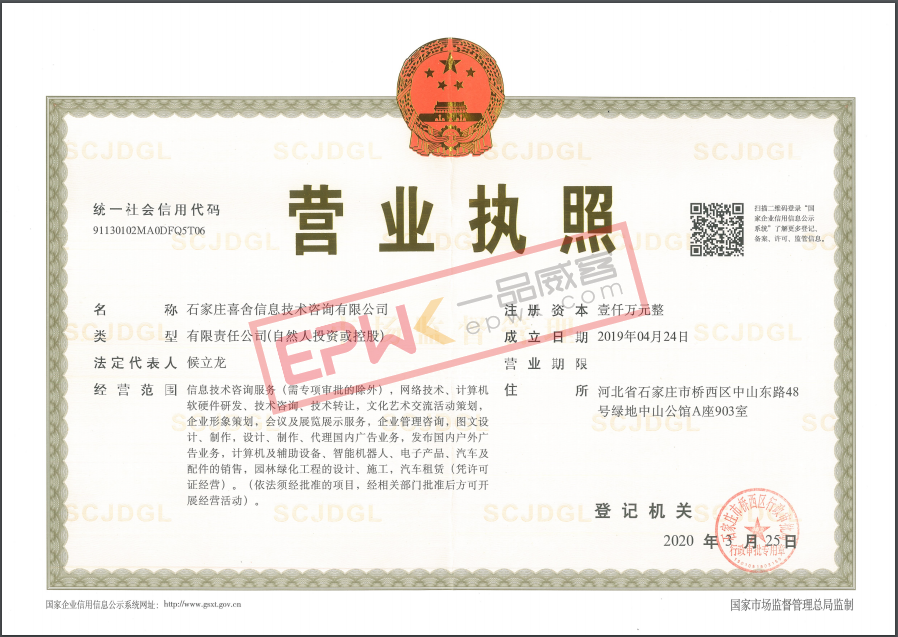 营业执照
统一社会信用代码
91130102MA0DFQ5T06
扫描二维码登录“国
家企业信用信息公示
系统”了解更多登记、
备案、许可、监管信息。
名称 石家庄喜舍信息技术咨询有限公司
类型 有限责任公司(自然人投资或控股)
法定代表人 候立龙
经营范围 信息技术咨询服务（需专项审批的除外），网络技术、计算机
软硬件研发、技术咨询、技术转让，文化艺术交流活动策划，
企业形象策划，会议及展览展示服务，企业管理咨询，图文设
计、制作，设计、制作、代理国内广告业务，发布国内户外广
告业务，计算机及辅助设备、智能机器人、电子产品、汽车及
配件的销售，园林绿化工程的设计、施工，汽车租赁（凭许可
证经营）。（依法须经批准的项目，经相关部门批准后方可开
展经营活动）。
注册资本 壹仟万元整
成立日期 2019年04月24日
营业期限
住所 河北省石家庄市桥西区中山东路48
号绿地中山公馆A座903室
EPWK 一品威客
epwk.com
登记机关
石家庄市桥西区行政审批局
行政审批专用章
2020 年 3 月 25 日
SCJDGL SCJDGL SCJDGL SCJDGL
国家企业信用信息公示系统网址：http://www.gsxt.gov.cn
国家市场监督管理总局监制